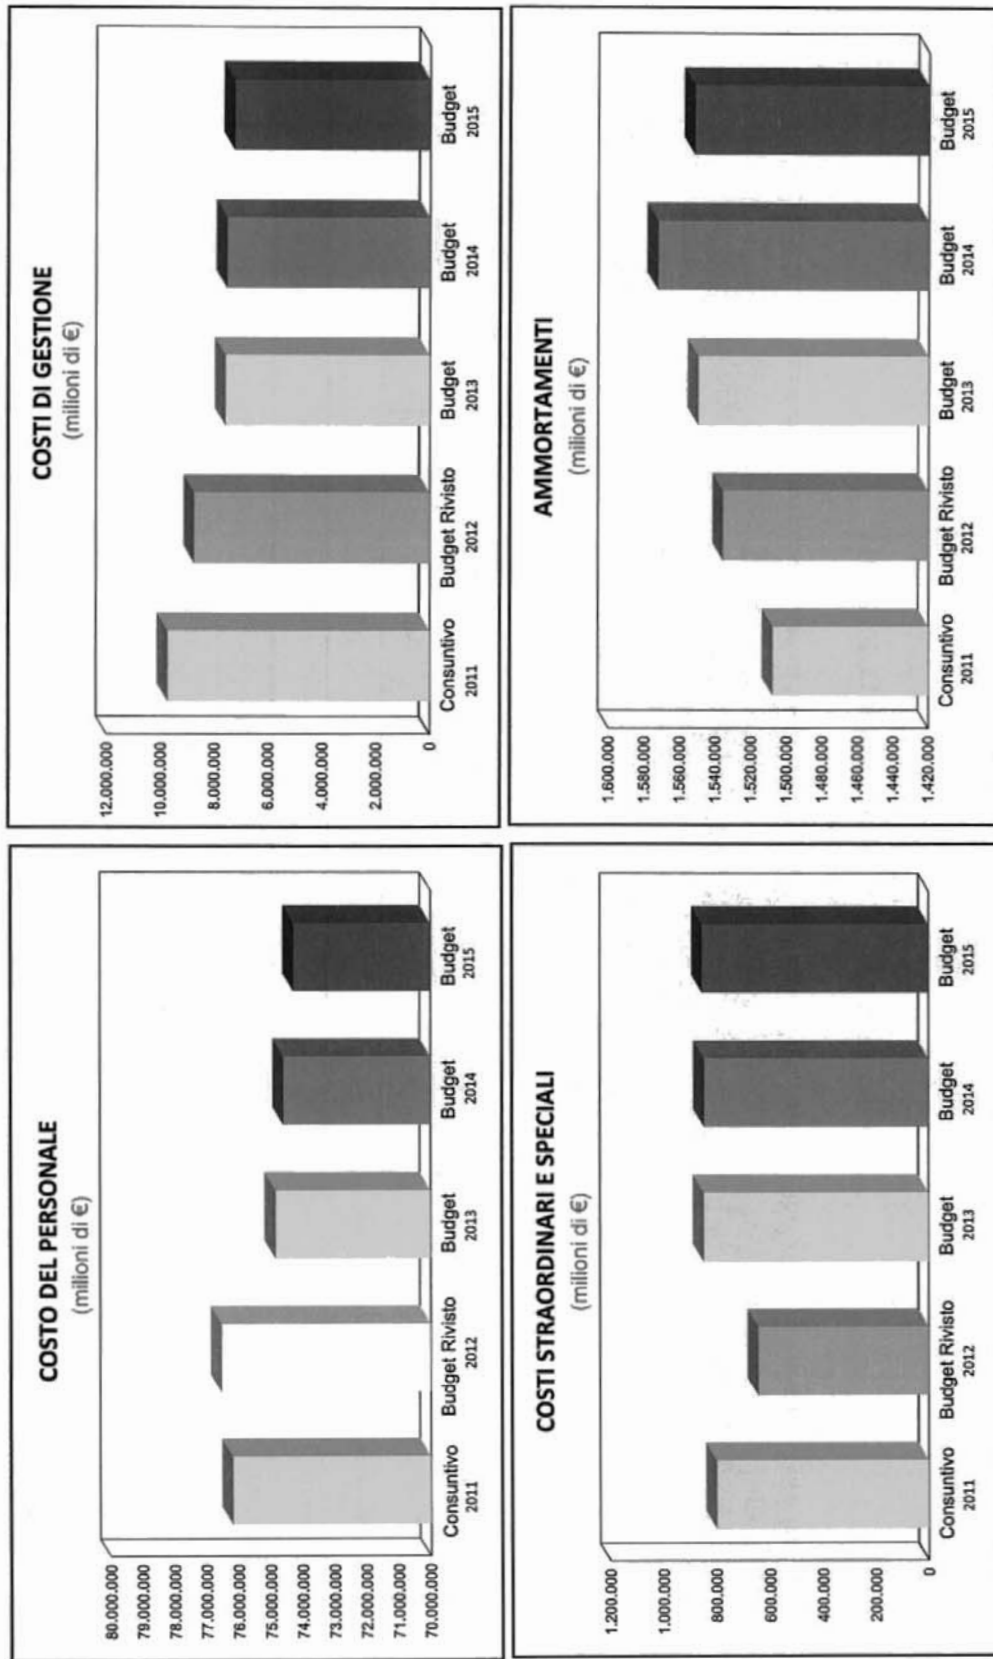 COSTO DEL PERSONALE
(milioni di €)
80.000.000
79.000.000
78.000.000
77.000.000
76.000.000
75.000.000
74.000.000
73.000.000
72.000.000
71.000.000
70.000.000
Consuntivo Budget Rivisto Budget Budget Budget
2011 2012 2013 2014 2015
COSTI DI GESTIONE
(milioni di €)
12.000.000
10.000.000
8.000.000
6.000.000
4.000.000
2.000.000
0
Consuntivo Budget Rivisto Budget Budget Budget
2011 2012 2013 2014 2015
COSTI STRAORDINARI E SPECIALI
(milioni di €)
1.200.000
1.000.000
800.000
600.000
400.000
200.000
0
Consuntivo Budget Rivisto Budget Budget Budget
2011 2012 2013 2014 2015
AMMORTAMENTI
(milioni di €)
1.600.000
1.580.000
1.560.000
1.540.000
1.520.000
1.500.000
1.480.000
1.460.000
1.440.000
1.420.000
Consuntivo Budget Rivisto Budget Budget Budget
2011 2012 2013 2014 2015